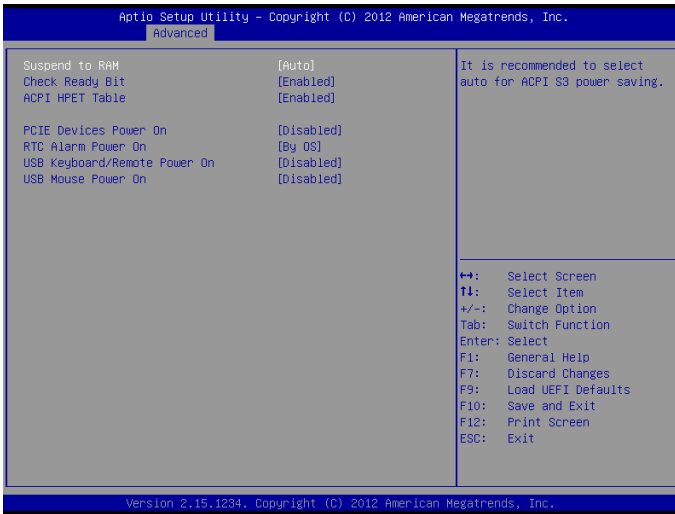 Aptio Setup Utility – Copyright (C) 2012 American Megatrends, Inc.
Advanced
Suspend to RAM [Auto]
Check Ready Bit [Enabled]
ACPI HPET Table [Enabled]
PCIE Devices Power On [Disabled]
RTC Alarm Power On [By OS]
USB Keyboard/Remote Power On [Disabled]
USB Mouse Power On [Disabled]
It is recommended to select
auto for ACPI S3 power saving.
↔: Select Screen
↑↓: Select Item
+/-: Change Option
Tab: Switch Function
Enter: Select
F1: General Help
F7: Discard Changes
F9: Load UEFI Defaults
F10: Save and Exit
F12: Print Screen
ESC: Exit
Version 2.15.1234. Copyright (C) 2012 American Megatrends, Inc.